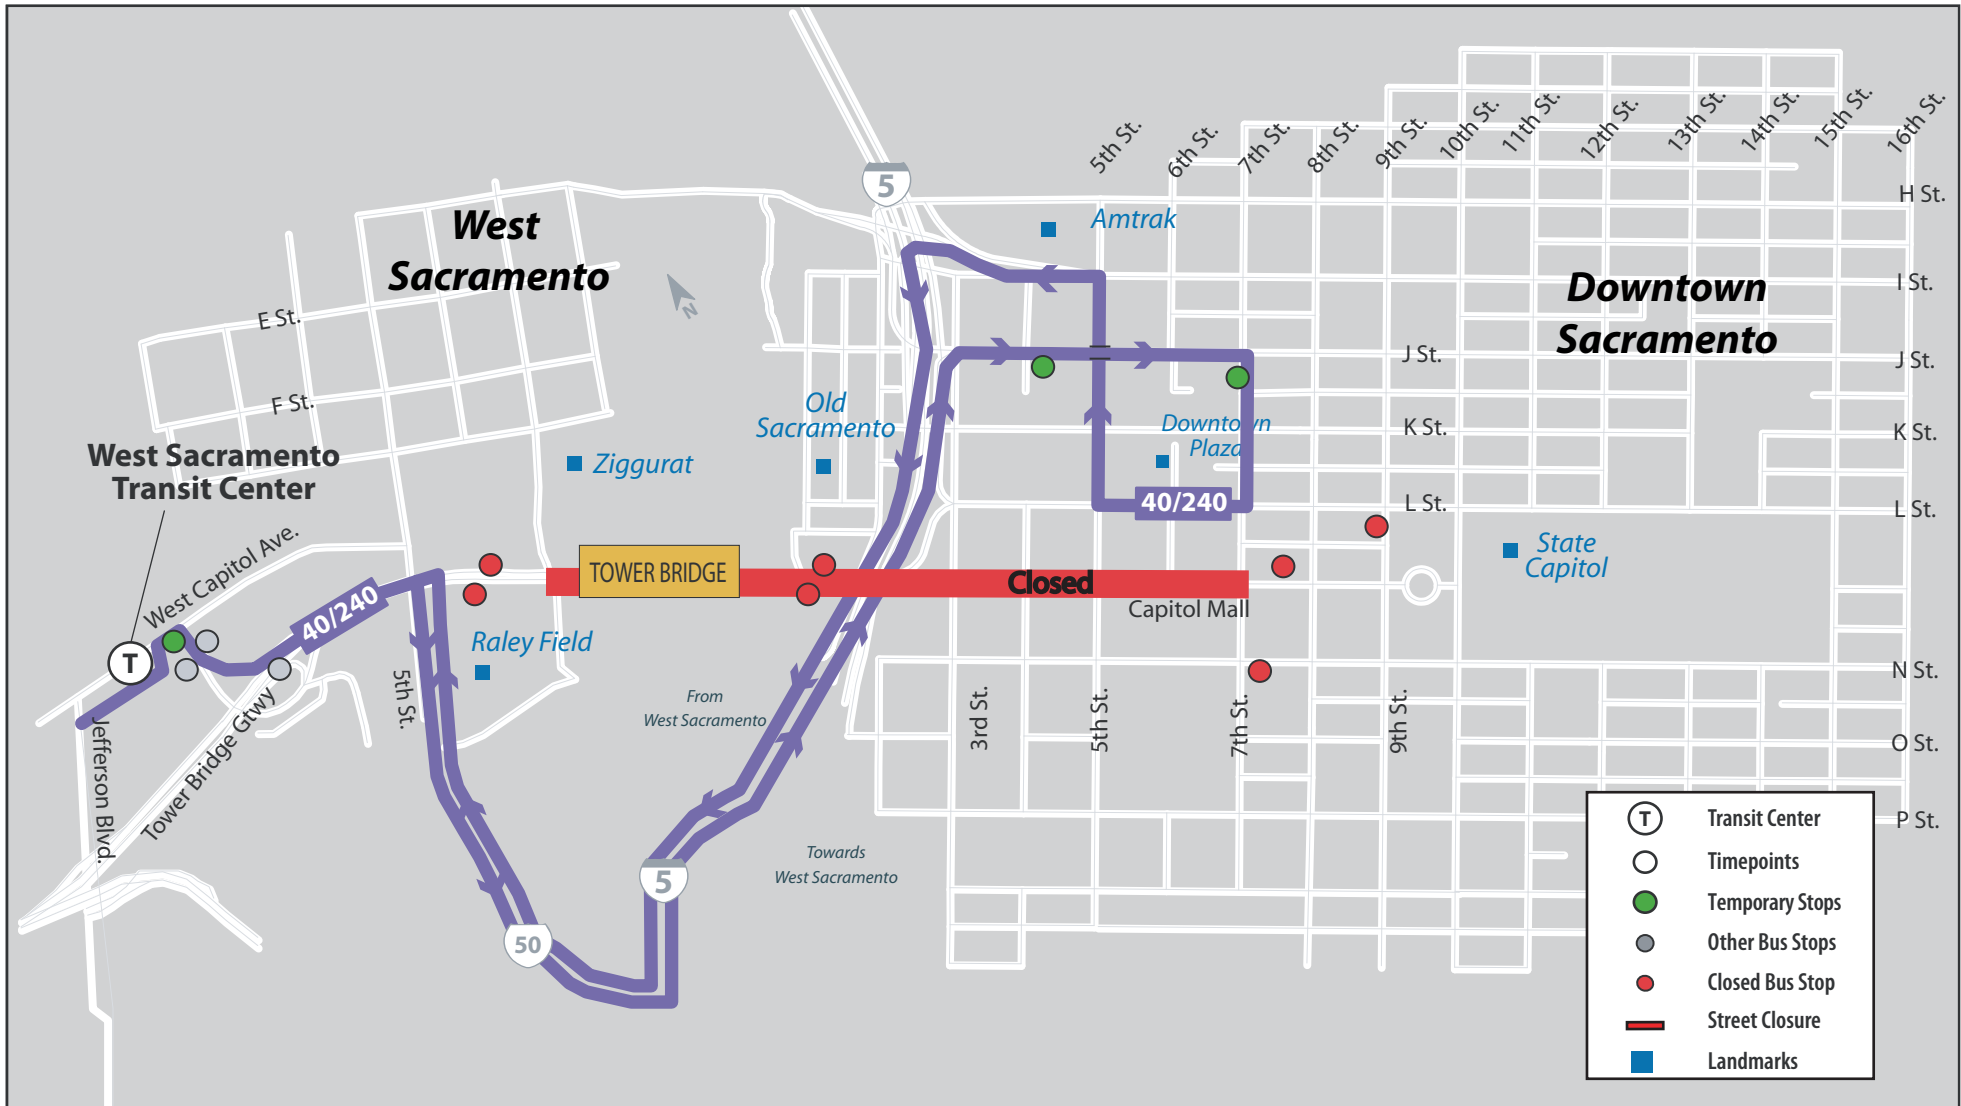 5th St.
6th St.
7th St.
8th St.
9th St.
10th St.
11th St.
12th St.
13th St.
14th St.
15th St.
16th St.
5
H St.
West
Sacramento
Amtrak
N
Downtown
Sacramento
I St.
E St.
J St.
J St.
F St.
Old
Sacramento
Downtown
Plaza
K St.
K St.
West Sacramento
Transit Center
Ziggurat
40/240
L St.
L St.
West Capitol Ave.
TOWER BRIDGE
Closed
State
Capitol
Capitol Mall
40/240
T
Raley Field
N St.
5th St.
From
West Sacramento
3rd St.
5th St.
7th St.
9th St.
Jefferson Blvd.
Tower Bridge Gtwy
O St.
P St.
Towards
West Sacramento
5
50
T
Transit Center
Timepoints
Temporary Stops
Other Bus Stops
Closed Bus Stop
Street Closure
Landmarks